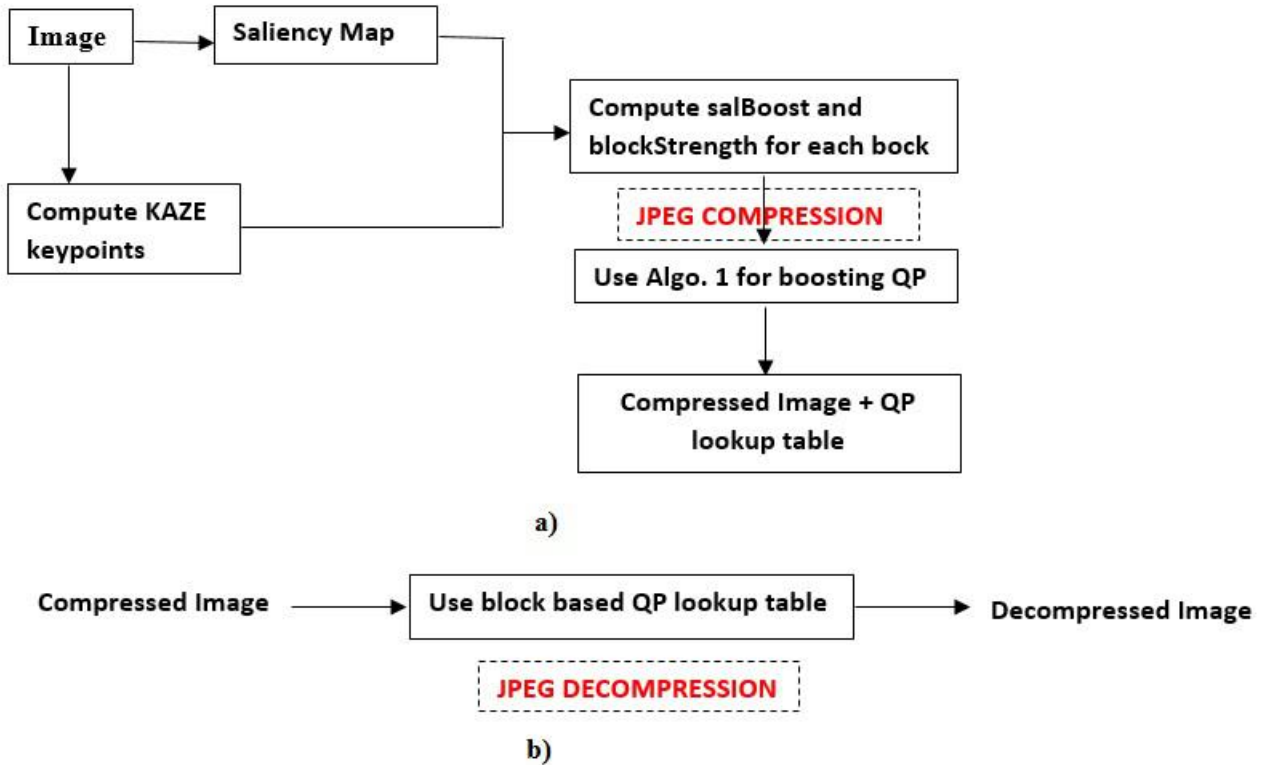 Image
Saliency Map
Compute salBoost and
blockStrength for each bock
Compute KAZE
keypoints
JPEG COMPRESSION
Use Algo. 1 for boosting QP
Compressed Image + QP
lookup table
a)
Compressed Image
Use block based QP lookup table
Decompressed Image
JPEG DECOMPRESSION
b)